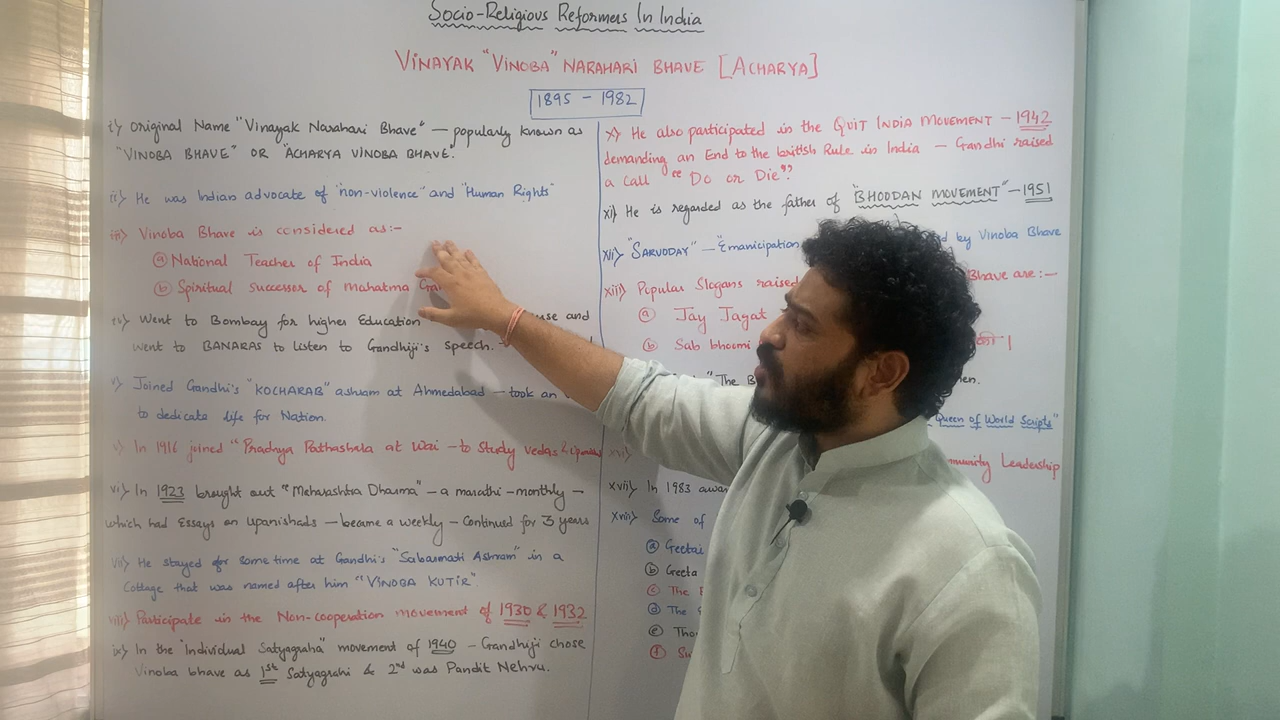 Socio-Religious Reformers In India
VINAYAK "VINOBA" NARAHARI BHAVE [ACHARYA]
1895 - 1982
i) Original Name "Vinayak Narahari Bhave" — popularly known as
"VINOBA BHAVE" OR "ACHARYA VINOBA BHAVE".
ii) He was Indian advocate of "non-violence" and "Human Rights"
iii) Vinoba Bhave is considered as:-
a National Teacher of India
b Spiritual successor of Mahatma
iv) Went to Bombay for higher Education and
went to BANARAS to listen to Gandhiji's speech. -
v) Joined Gandhi's "KOCHARAB" ashram at Ahmedabad — took an
to dedicate life for Nation.
v) In 1916 joined "Pradnya Pathashala at Wai — to Study vedas &
vi) In 1923 brought out "Maharashtra Dharma" — a marathi — monthly —
which had Essays on Upanishads — became a weekly — Continued for 3 years
vii) He stayed for some time at Gandhi's "Sabarmati Ashram" in a
Cottage that was named after him "VINOBA KUTIR".
viii) Participate in the Non-cooperation movement of 1930 & 1932
ix) In the "Individual Satyagraha" movement of 1940 — Gandhiji chose
Vinoba bhave as 1st Satyagrahi & 2nd was Pandit Nehru.
x) He also participated in the QUIT INDIA MOVEMENT — 1942
demanding an End to the british Rule in India — Gandhi raised
a call "Do or Die"?
xi) He is regarded as the father of "BHOODAN MOVEMENT" — 1951
xi) "SARVODAY" — "Emanicipation by Vinoba Bhave
xii) Popular Slogans raised Bhave are:—
a Jay Jagat
b Sab bhoomi
"The
Queen of World Scripts"
xvi) Leadership
xvii) In 1983
xviii) Some of
a Geetai
b Geeta
c The
d The
e
f